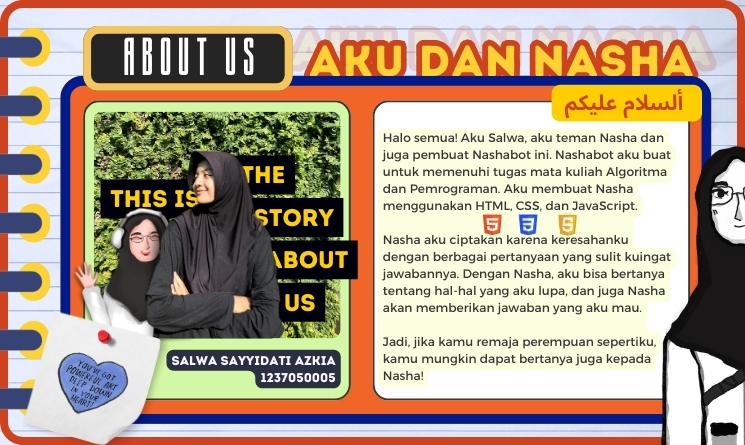 ABOUT US
AKU DAN NASHA
ألسلام عليكم
THE
THIS IS
STORY
ABOUT
US
SALWA SAYYIDATI AZKIA
1237050005
YOU'VE GOT
POWERFUL ART
DEEP DOWN
IN YOUR
HEART!
Halo semua! Aku Salwa, aku teman Nasha dan
juga pembuat Nashabot ini. Nashabot aku buat
untuk memenuhi tugas mata kuliah Algoritma
dan Pemrograman. Aku membuat Nasha
menggunakan HTML, CSS, dan JavaScript.
5 3 5
Nasha aku ciptakan karena keresahanku
dengan berbagai pertanyaan yang sulit kuingat
jawabannya. Dengan Nasha, aku bisa bertanya
tentang hal-hal yang aku lupa, dan juga Nasha
akan memberikan jawaban yang aku mau.
Jadi, jika kamu remaja perempuan sepertiku,
kamu mungkin dapat bertanya juga kepada
Nasha!